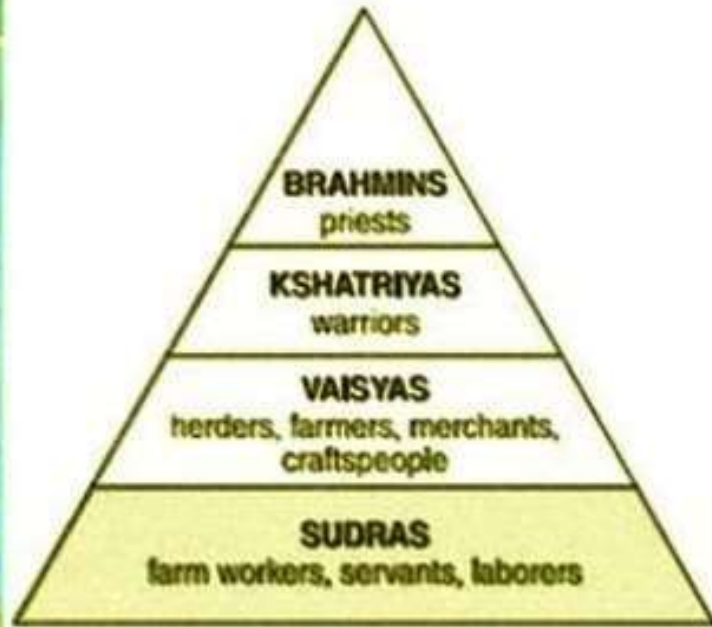 BRAHMINS
priests
KSHATRIYAS
warriors
VAISYAS
herders, farmers, merchants,
craftspeople
SUDRAS
farm workers, servants, laborers